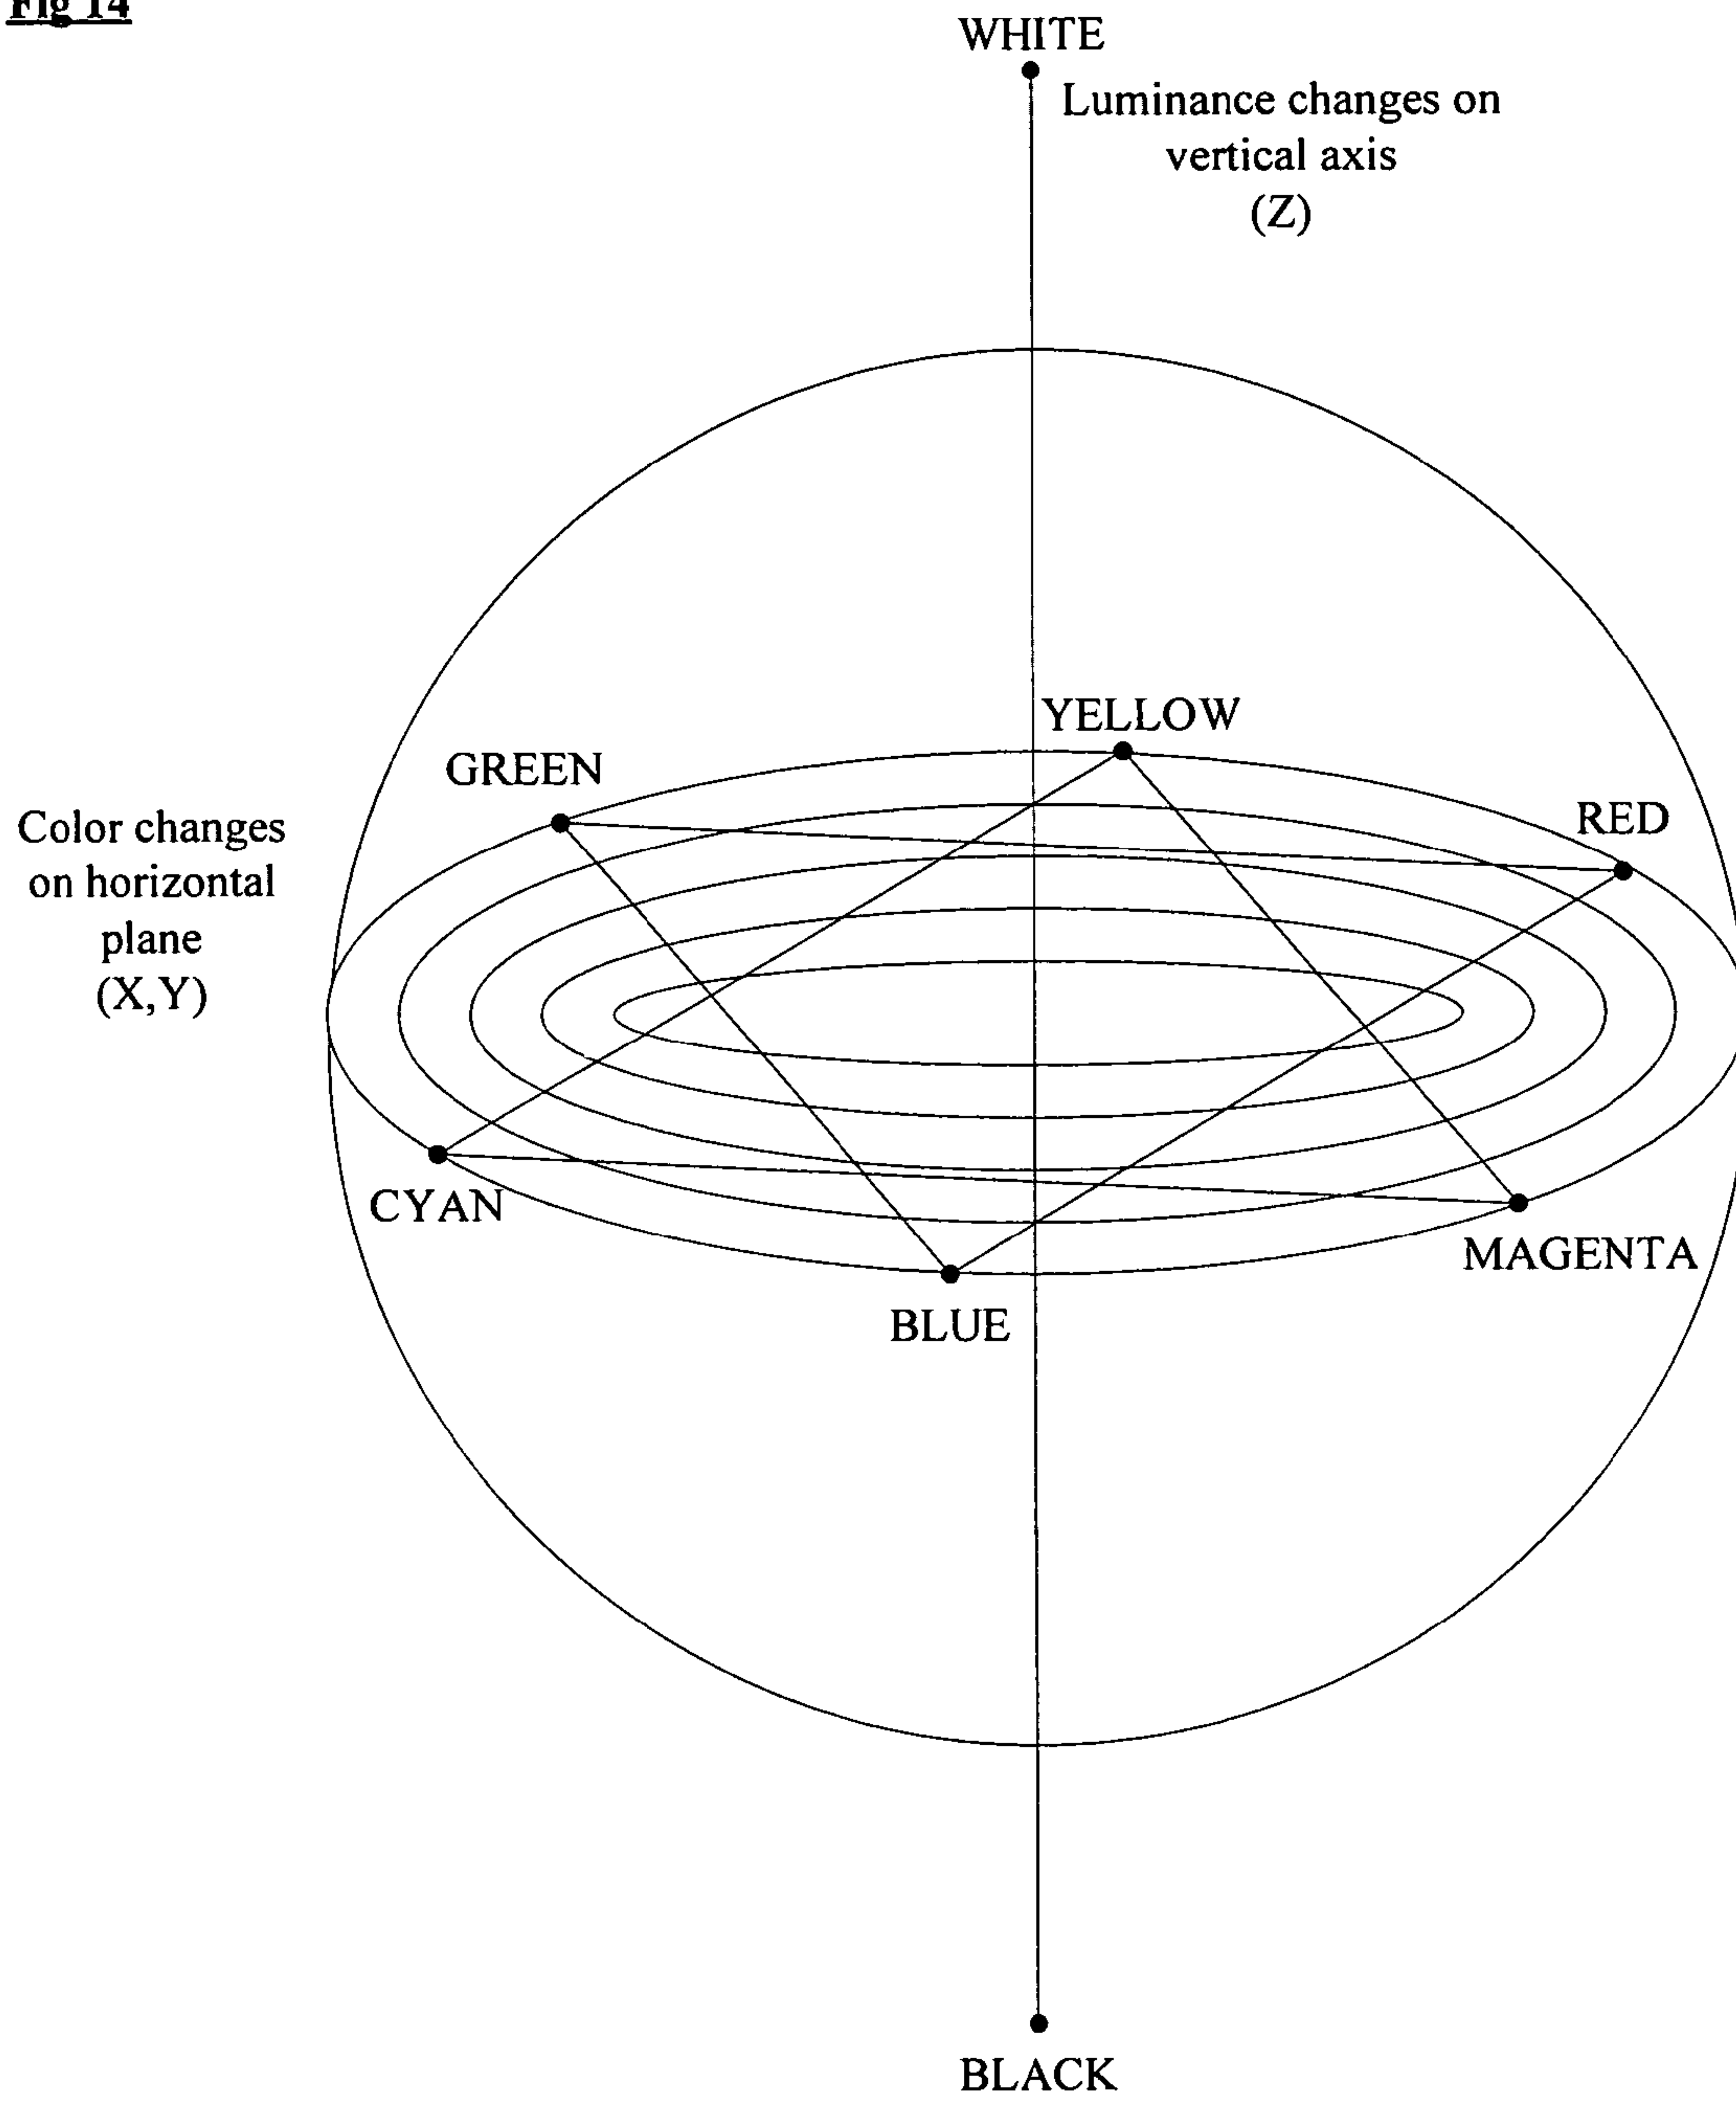 Fig 14
WHITE
Luminance changes on
vertical axis
(Z)
YELLOW
GREEN
RED
Color changes
on horizontal
plane
(X,Y)
CYAN
MAGENTA
BLUE
BLACK